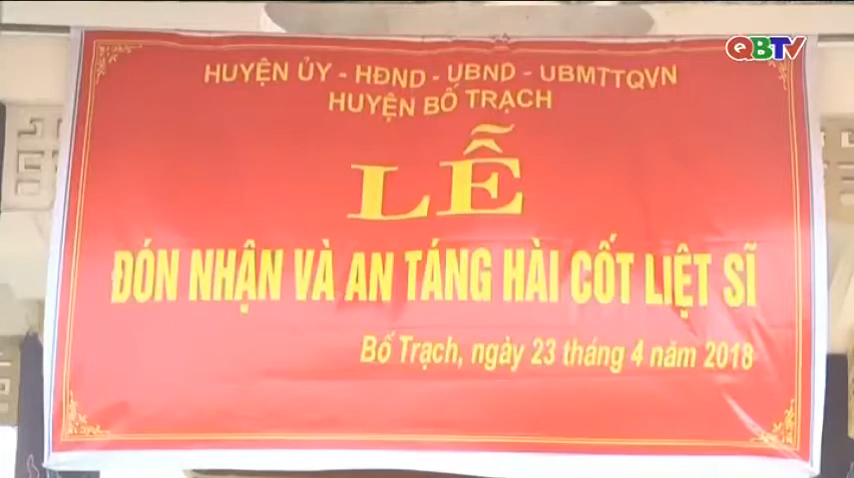 QBTV
HUYỆN ỦY - HĐND - UBND - UBMTTQVN
HUYỆN BỐ TRẠCH
LỄ
ĐÓN NHẬN VÀ AN TÁNG HÀI CỐT LIỆT SĨ
Bố Trạch, ngày 23 tháng 4 năm 2018